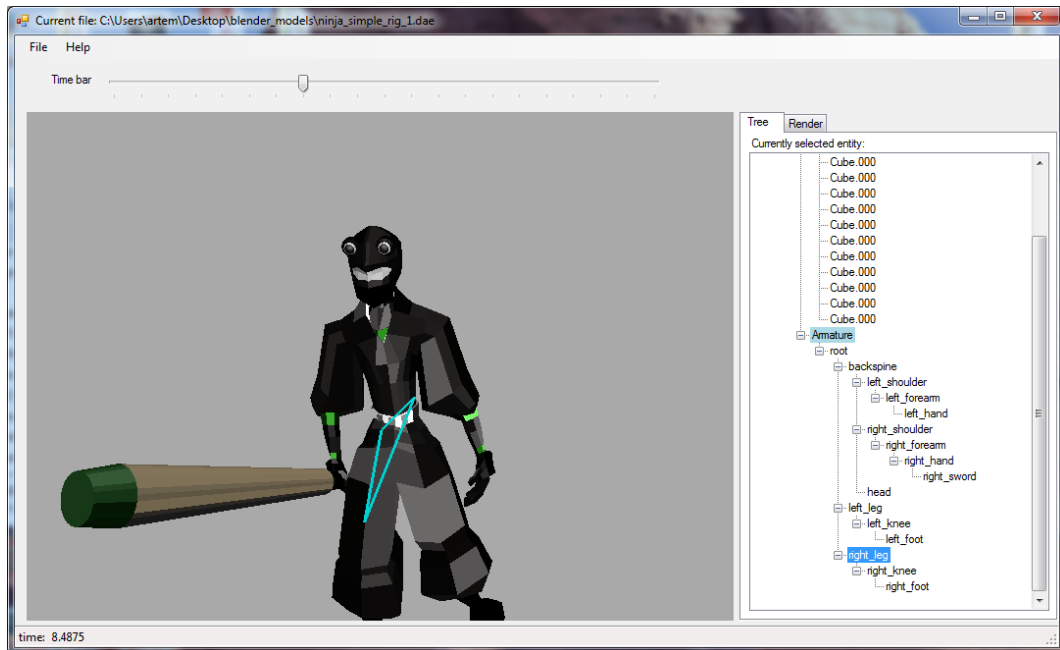 Current file: C:\Users\artem\Desktop\blender_models\ninja_simple_rig_1.dae
File Help
Time bar
Tree Render
Currently selected entity:
Cube.000
Cube.000
Cube.000
Cube.000
Cube.000
Cube.000
Cube.000
Cube.000
Cube.000
Cube.000
Cube.000
Armature
root
backspine
left_shoulder
left_forearm
left_hand
right_shoulder
right_forearm
right_hand
right_sword
head
left_leg
left_knee
left_foot
right_leg
right_knee
right_foot
time: 8.4875